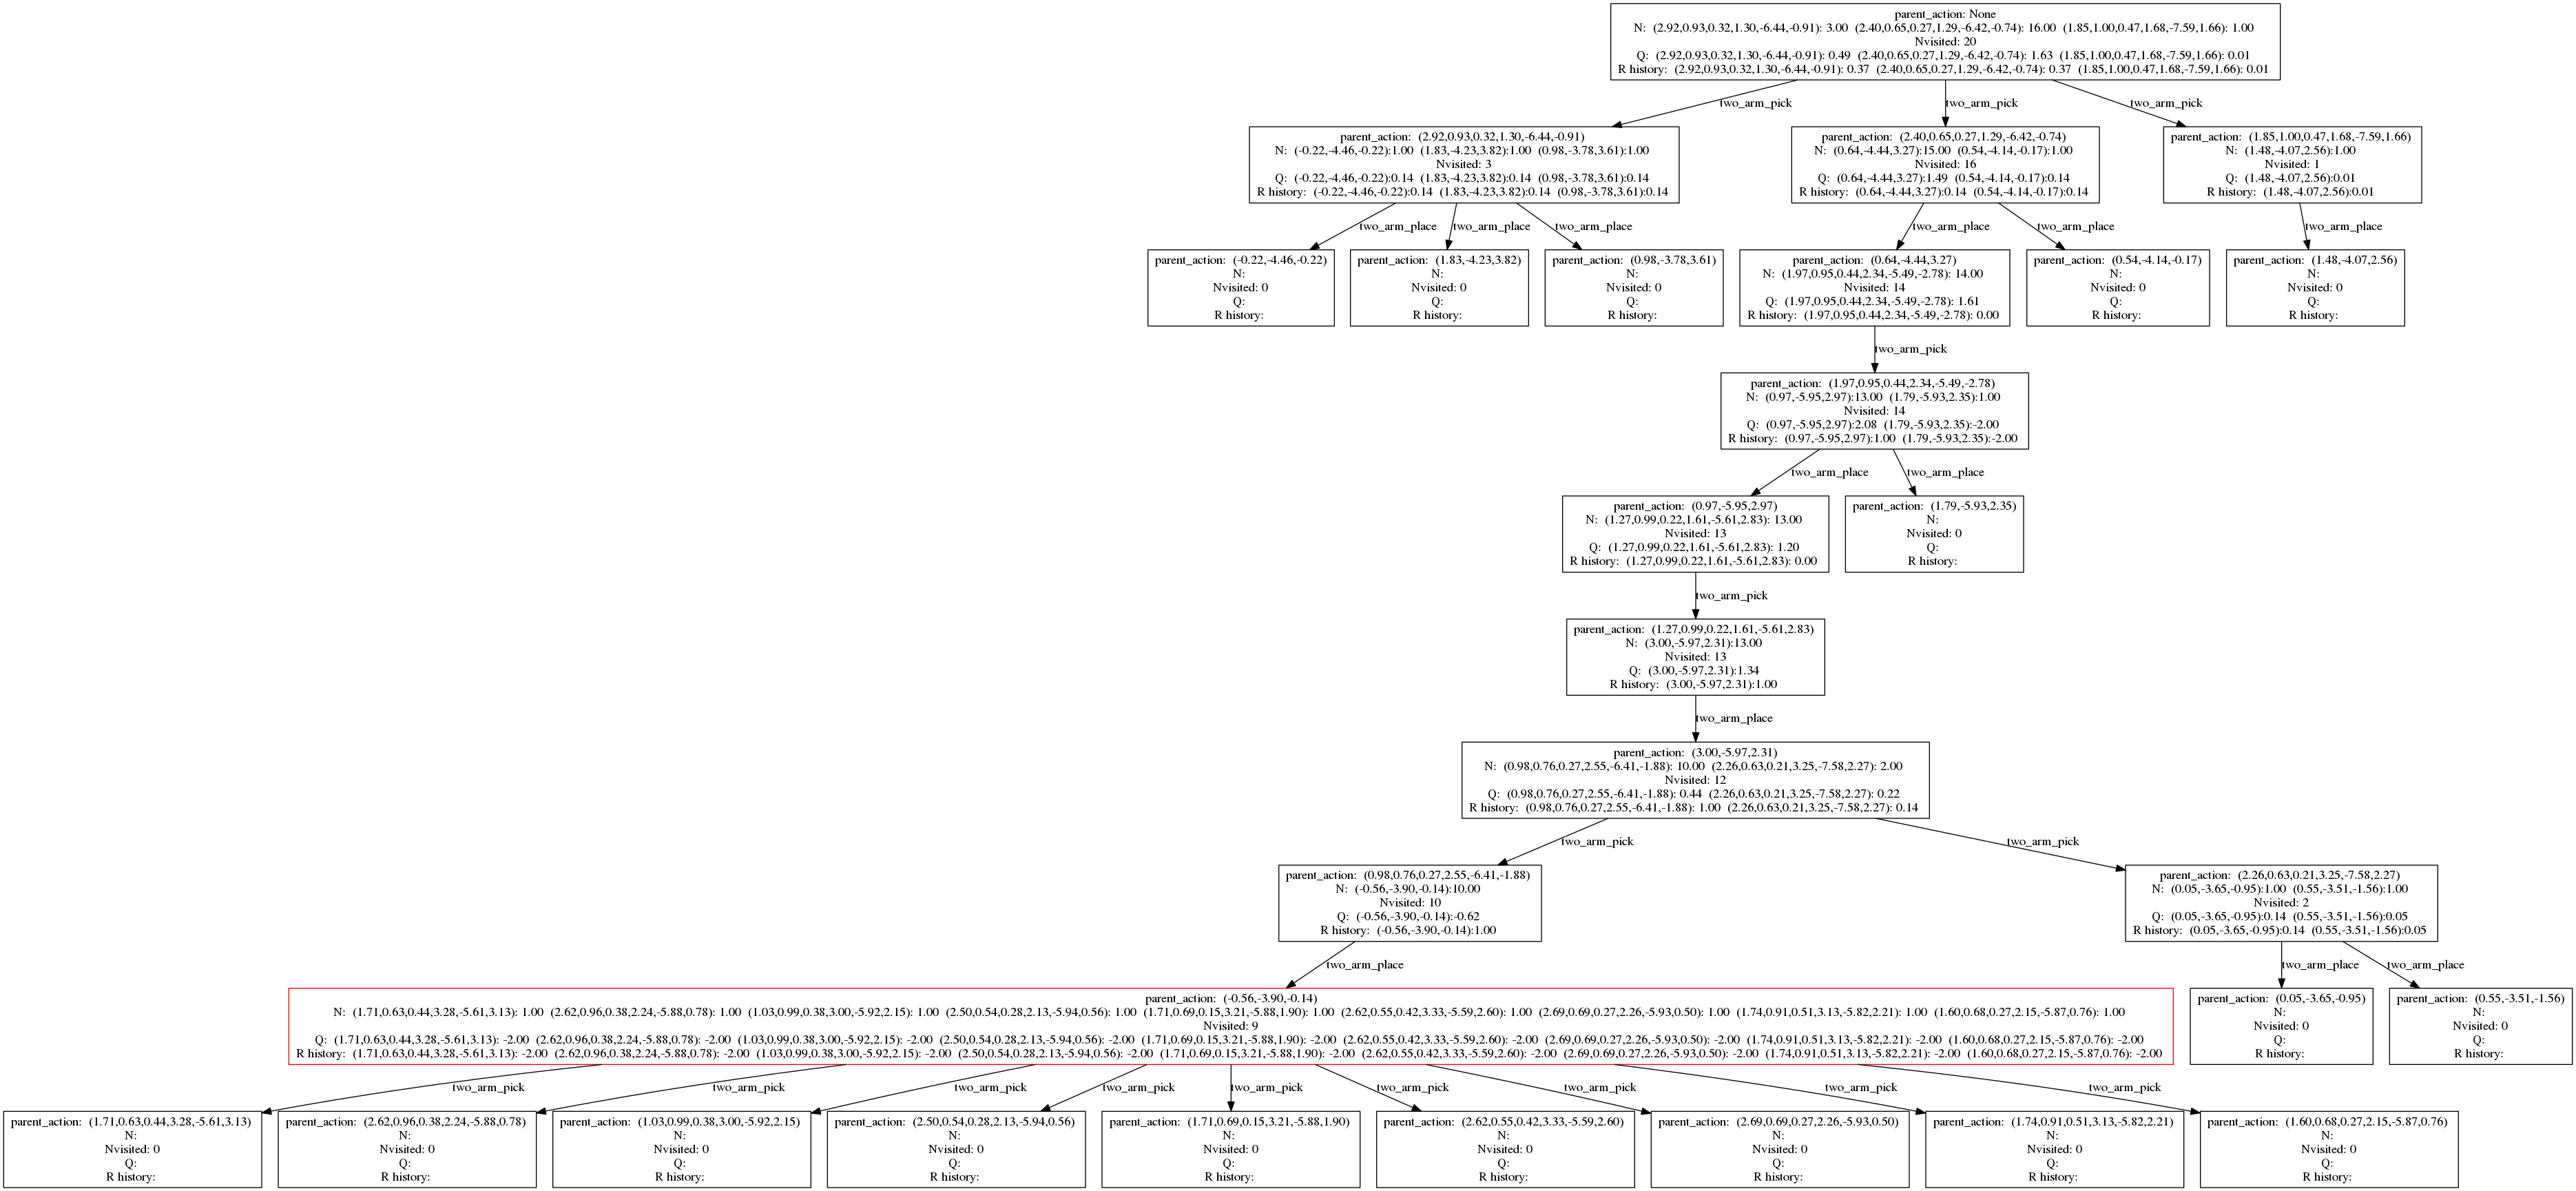 parent_action: None
N: (2.92,0.93,0.32,1.30,-6.44,-0.91): 3.00 (2.40,0.65,0.27,1.29,-6.42,-0.74): 16.00 (1.85,1.00,0.47,1.68,-7.59,1.66): 1.00
Nvisited: 20
Q: (2.92,0.93,0.32,1.30,-6.44,-0.91): 0.49 (2.40,0.65,0.27,1.29,-6.42,-0.74): 1.63 (1.85,1.00,0.47,1.68,-7.59,1.66): 0.01
R history: (2.92,0.93,0.32,1.30,-6.44,-0.91): 0.37 (2.40,0.65,0.27,1.29,-6.42,-0.74): 0.37 (1.85,1.00,0.47,1.68,-7.59,1.66): 0.01
two_arm_pick
two_arm_pick
two_arm_pick
parent_action: (2.92,0.93,0.32,1.30,-6.44,-0.91)
N: (-0.22,-4.46,-0.22):1.00 (1.83,-4.23,3.82):1.00 (0.98,-3.78,3.61):1.00
Nvisited: 3
Q: (-0.22,-4.46,-0.22):0.14 (1.83,-4.23,3.82):0.14 (0.98,-3.78,3.61):0.14
R history: (-0.22,-4.46,-0.22):0.14 (1.83,-4.23,3.82):0.14 (0.98,-3.78,3.61):0.14
parent_action: (2.40,0.65,0.27,1.29,-6.42,-0.74)
N: (0.64,-4.44,3.27):15.00 (0.54,-4.14,-0.17):1.00
Nvisited: 16
Q: (0.64,-4.44,3.27):1.49 (0.54,-4.14,-0.17):0.14
R history: (0.64,-4.44,3.27):0.14 (0.54,-4.14,-0.17):0.14
parent_action: (1.85,1.00,0.47,1.68,-7.59,1.66)
N: (1.48,-4.07,2.56):1.00
Nvisited: 1
Q: (1.48,-4.07,2.56):0.01
R history: (1.48,-4.07,2.56):0.01
two_arm_place
two_arm_place
two_arm_place
two_arm_place
two_arm_place
two_arm_place
parent_action: (-0.22,-4.46,-0.22)
N:
Nvisited: 0
Q:
R history:
parent_action: (1.83,-4.23,3.82)
N:
Nvisited: 0
Q:
R history:
parent_action: (0.98,-3.78,3.61)
N:
Nvisited: 0
Q:
R history:
parent_action: (0.64,-4.44,3.27)
N: (1.97,0.95,0.44,2.34,-5.49,-2.78): 14.00
Nvisited: 14
Q: (1.97,0.95,0.44,2.34,-5.49,-2.78): 1.61
R history: (1.97,0.95,0.44,2.34,-5.49,-2.78): 0.00
parent_action: (0.54,-4.14,-0.17)
N:
Nvisited: 0
Q:
R history:
parent_action: (1.48,-4.07,2.56)
N:
Nvisited: 0
Q:
R history:
two_arm_pick
parent_action: (1.97,0.95,0.44,2.34,-5.49,-2.78)
N: (0.97,-5.95,2.97):13.00 (1.79,-5.93,2.35):1.00
Nvisited: 14
Q: (0.97,-5.95,2.97):2.08 (1.79,-5.93,2.35):-2.00
R history: (0.97,-5.95,2.97):1.00 (1.79,-5.93,2.35):-2.00
two_arm_place
two_arm_place
parent_action: (0.97,-5.95,2.97)
N: (1.27,0.99,0.22,1.61,-5.61,2.83): 13.00
Nvisited: 13
Q: (1.27,0.99,0.22,1.61,-5.61,2.83): 1.20
R history: (1.27,0.99,0.22,1.61,-5.61,2.83): 0.00
parent_action: (1.79,-5.93,2.35)
N:
Nvisited: 0
Q:
R history:
two_arm_pick
parent_action: (1.27,0.99,0.22,1.61,-5.61,2.83)
N: (3.00,-5.97,2.31):13.00
Nvisited: 13
Q: (3.00,-5.97,2.31):1.34
R history: (3.00,-5.97,2.31):1.00
two_arm_place
parent_action: (3.00,-5.97,2.31)
N: (0.98,0.76,0.27,2.55,-6.41,-1.88): 10.00 (2.26,0.63,0.21,3.25,-7.58,2.27): 2.00
Nvisited: 12
Q: (0.98,0.76,0.27,2.55,-6.41,-1.88): 0.44 (2.26,0.63,0.21,3.25,-7.58,2.27): 0.22
R history: (0.98,0.76,0.27,2.55,-6.41,-1.88): 1.00 (2.26,0.63,0.21,3.25,-7.58,2.27): 0.14
two_arm_pick
two_arm_pick
parent_action: (0.98,0.76,0.27,2.55,-6.41,-1.88)
N: (-0.56,-3.90,-0.14):10.00
Nvisited: 10
Q: (-0.56,-3.90,-0.14):-0.62
R history: (-0.56,-3.90,-0.14):1.00
parent_action: (2.26,0.63,0.21,3.25,-7.58,2.27)
N: (0.05,-3.65,-0.95):1.00 (0.55,-3.51,-1.56):1.00
Nvisited: 2
Q: (0.05,-3.65,-0.95):0.14 (0.55,-3.51,-1.56):0.05
R history: (0.05,-3.65,-0.95):0.14 (0.55,-3.51,-1.56):0.05
two_arm_place
two_arm_place
two_arm_place
parent_action: (-0.56,-3.90,-0.14)
N: (1.71,0.63,0.44,3.28,-5.61,3.13): 1.00 (2.62,0.96,0.38,2.24,-5.88,0.78): 1.00 (1.03,0.99,0.38,3.00,-5.92,2.15): 1.00 (2.50,0.54,0.28,2.13,-5.94,0.56): 1.00 (1.71,0.69,0.15,3.21,-5.88,1.90): 1.00 (2.62,0.55,0.42,3.33,-5.59,2.60): 1.00 (2.69,0.69,0.27,2.26,-5.93,0.50): 1.00 (1.74,0.91,0.51,3.13,-5.82,2.21): 1.00 (1.60,0.68,0.27,2.15,-5.87,0.76): 1.00
Nvisited: 9
Q: (1.71,0.63,0.44,3.28,-5.61,3.13): -2.00 (2.62,0.96,0.38,2.24,-5.88,0.78): -2.00 (1.03,0.99,0.38,3.00,-5.92,2.15): -2.00 (2.50,0.54,0.28,2.13,-5.94,0.56): -2.00 (1.71,0.69,0.15,3.21,-5.88,1.90): -2.00 (2.62,0.55,0.42,3.33,-5.59,2.60): -2.00 (2.69,0.69,0.27,2.26,-5.93,0.50): -2.00 (1.74,0.91,0.51,3.13,-5.82,2.21): -2.00 (1.60,0.68,0.27,2.15,-5.87,0.76): -2.00
R history: (1.71,0.63,0.44,3.28,-5.61,3.13): -2.00 (2.62,0.96,0.38,2.24,-5.88,0.78): -2.00 (1.03,0.99,0.38,3.00,-5.92,2.15): -2.00 (2.50,0.54,0.28,2.13,-5.94,0.56): -2.00 (1.71,0.69,0.15,3.21,-5.88,1.90): -2.00 (2.62,0.55,0.42,3.33,-5.59,2.60): -2.00 (2.69,0.69,0.27,2.26,-5.93,0.50): -2.00 (1.74,0.91,0.51,3.13,-5.82,2.21): -2.00 (1.60,0.68,0.27,2.15,-5.87,0.76): -2.00
parent_action: (0.05,-3.65,-0.95)
N:
Nvisited: 0
Q:
R history:
parent_action: (0.55,-3.51,-1.56)
N:
Nvisited: 0
Q:
R history:
two_arm_pick
two_arm_pick
two_arm_pick
two_arm_pick
two_arm_pick
two_arm_pick
two_arm_pick
two_arm_pick
two_arm_pick
parent_action: (1.71,0.63,0.44,3.28,-5.61,3.13)
N:
Nvisited: 0
Q:
R history:
parent_action: (2.62,0.96,0.38,2.24,-5.88,0.78)
N:
Nvisited: 0
Q:
R history:
parent_action: (1.03,0.99,0.38,3.00,-5.92,2.15)
N:
Nvisited: 0
Q:
R history:
parent_action: (2.50,0.54,0.28,2.13,-5.94,0.56)
N:
Nvisited: 0
Q:
R history:
parent_action: (1.71,0.69,0.15,3.21,-5.88,1.90)
N:
Nvisited: 0
Q:
R history:
parent_action: (2.62,0.55,0.42,3.33,-5.59,2.60)
N:
Nvisited: 0
Q:
R history:
parent_action: (2.69,0.69,0.27,2.26,-5.93,0.50)
N:
Nvisited: 0
Q:
R history:
parent_action: (1.74,0.91,0.51,3.13,-5.82,2.21)
N:
Nvisited: 0
Q:
R history:
parent_action: (1.60,0.68,0.27,2.15,-5.87,0.76)
N:
Nvisited: 0
Q:
R history: